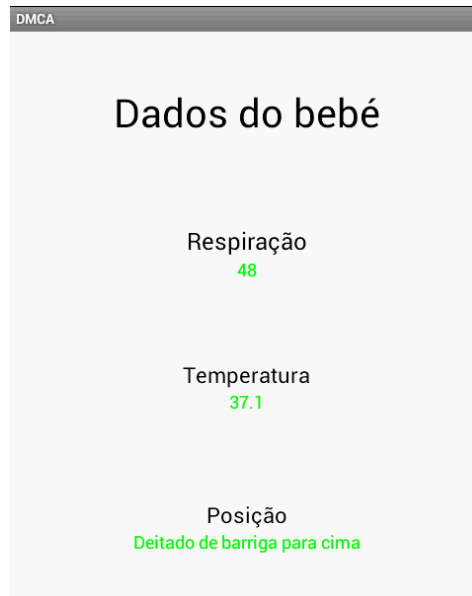 DMCA
Dados do bebé
Respiração
48
Temperatura
37.1
Posição
Deitado de barriga para cima